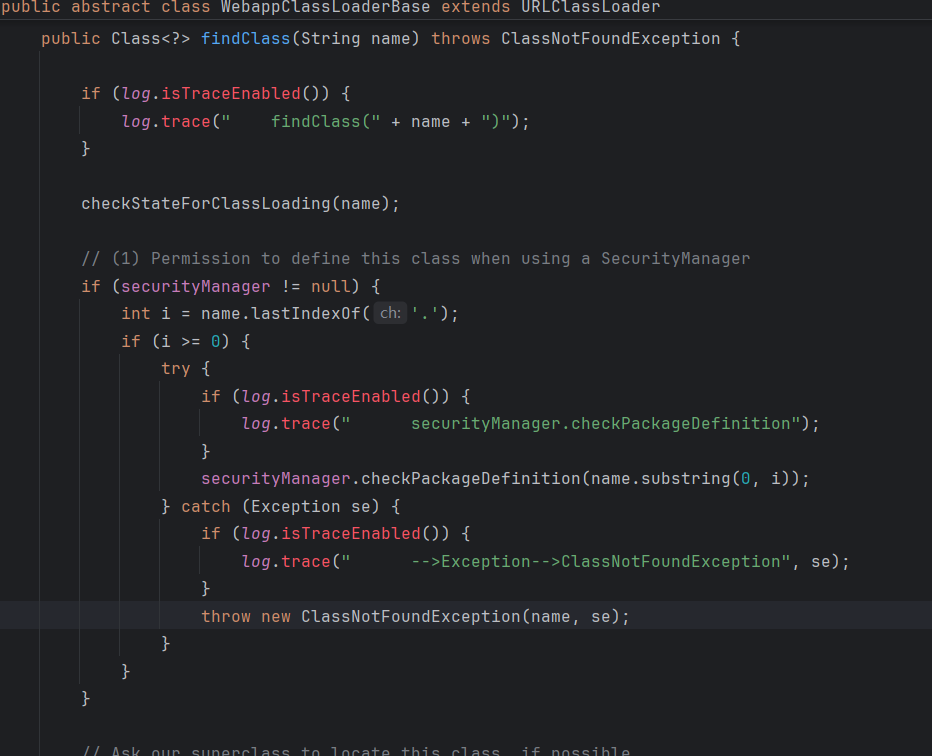 public abstract class WebappClassLoaderBase extends URLClassLoader
    public Class<?> findClass(String name) throws ClassNotFoundException {
        if (log.isTraceEnabled()) {
            log.trace("    findClass(" + name + ")");
        }
        checkStateForClassLoading(name);
        // (1) Permission to define this class when using a SecurityManager
        if (securityManager != null) {
            int i = name.lastIndexOf( ch: '.');
            if (i >= 0) {
                try {
                    if (log.isTraceEnabled()) {
                        log.trace("      securityManager.checkPackageDefinition");
                    }
                    securityManager.checkPackageDefinition(name.substring(0, i));
                } catch (Exception se) {
                    if (log.isTraceEnabled()) {
                        log.trace("      -->Exception-->ClassNotFoundException", se);
                    }
                    throw new ClassNotFoundException(name, se);
                }
            }
        }
        // Ask our superclass to locate this class, if possible